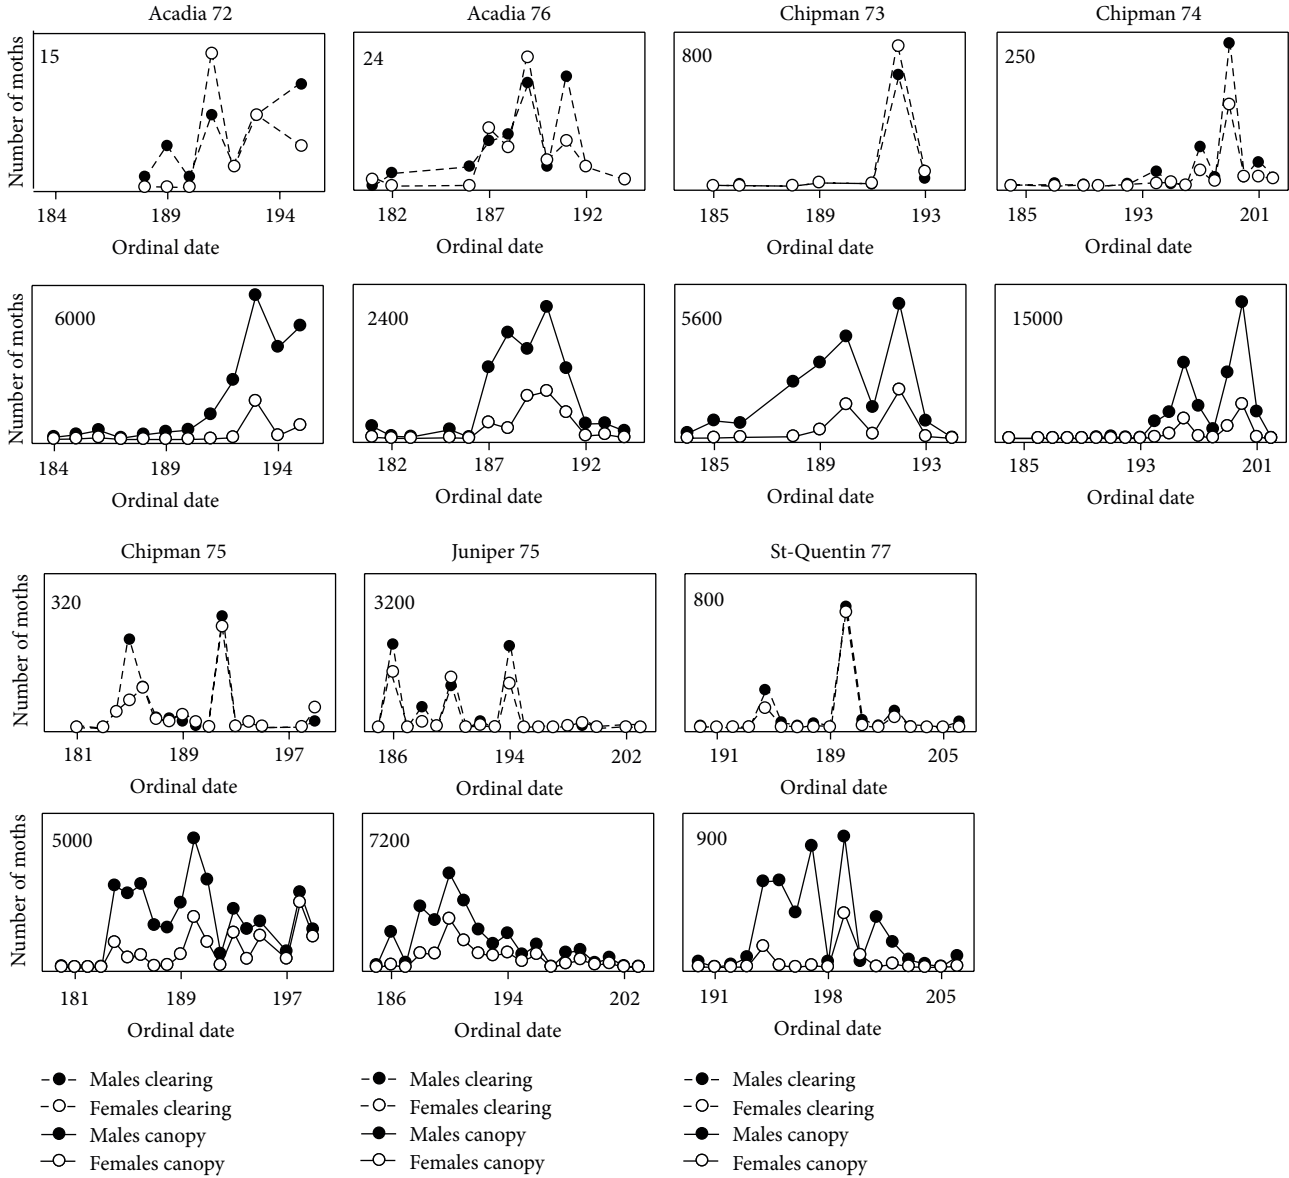 Acadia 72
Acadia 76
Chipman 73
Chipman 74
Number of moths
15
24
800
250
184 189 194
182 187 192
185 189 193
185 193 201
Ordinal date
Ordinal date
Ordinal date
Ordinal date
Number of moths
6000
2400
5600
15000
184 189 194
182 187 192
185 189 193
185 193 201
Ordinal date
Ordinal date
Ordinal date
Ordinal date
Chipman 75
Juniper 75
St-Quentin 77
Number of moths
320
3200
800
181 189 197
186 194 202
191 189 205
Ordinal date
Ordinal date
Ordinal date
Number of moths
5000
7200
900
181 189 197
186 194 202
191 198 205
Ordinal date
Ordinal date
Ordinal date
Males clearing
Females clearing
Males canopy
Females canopy
Males clearing
Females clearing
Males canopy
Females canopy
Males clearing
Females clearing
Males canopy
Females canopy